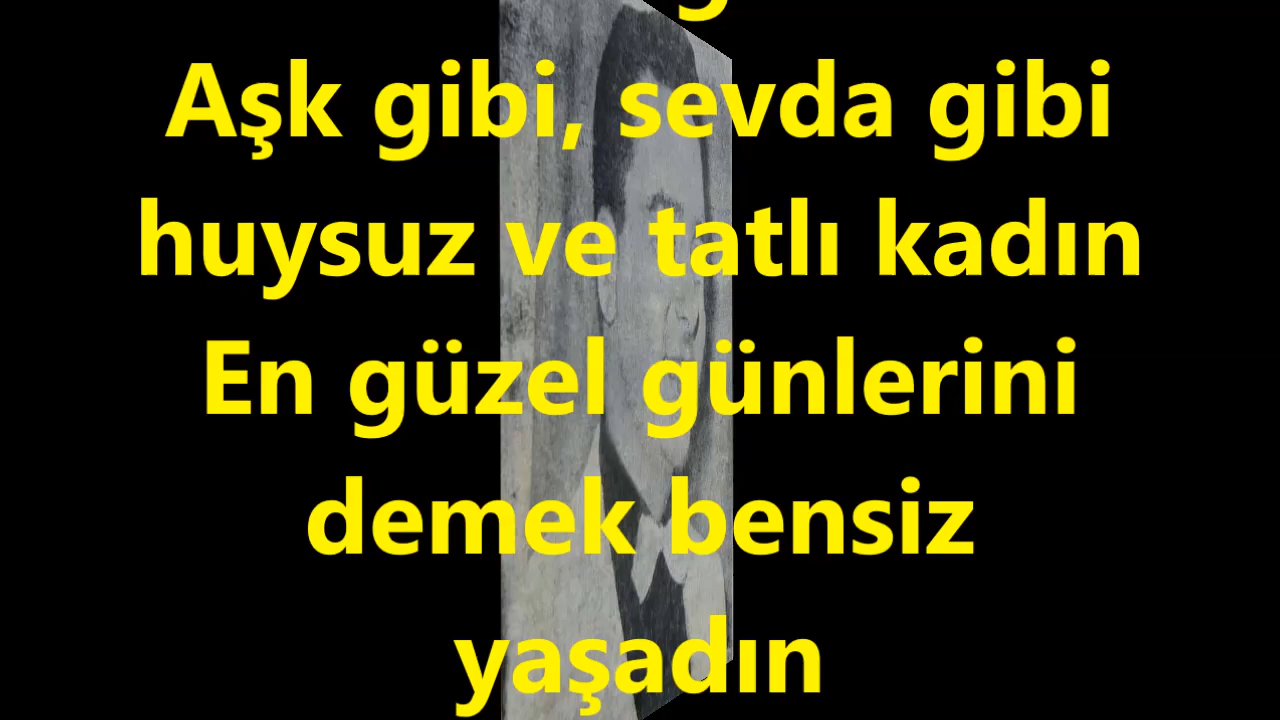 Aşk gibi, sevda gibi
huysuz ve tatlı kadın
En güzel günlerini
demek bensiz
yaşadın